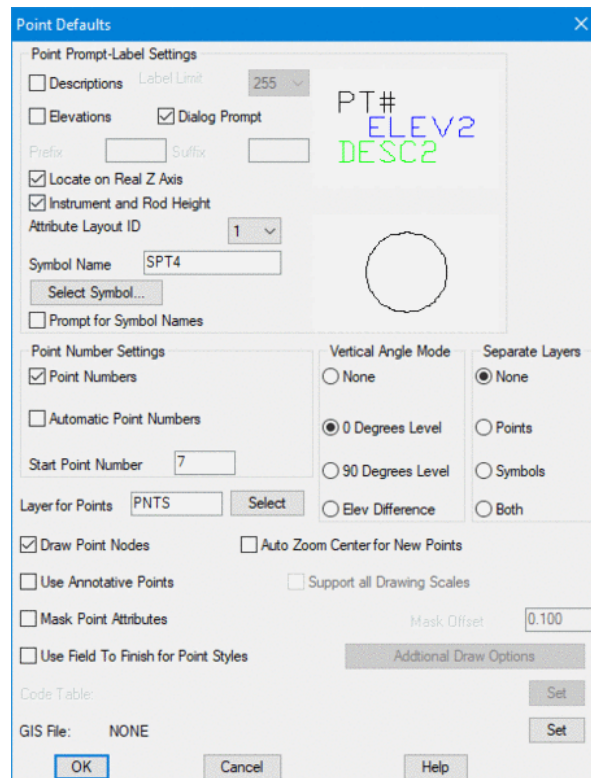 Point Defaults
Point Prompt-Label Settings
Descriptions Label Limit 255
Elevations Dialog Prompt
Prefix Suffix
Locate on Real Z Axis
Instrument and Rod Height
Attribute Layout ID 1
Symbol Name SPT4
Select Symbol...
Prompt for Symbol Names
PT#
ELEV2
DESC2
Point Number Settings
Point Numbers
Automatic Point Numbers
Start Point Number 7
Vertical Angle Mode
None
0 Degrees Level
90 Degrees Level
Elev Difference
Separate Layers
None
Points
Symbols
Both
Layer for Points PNTS Select
Draw Point Nodes Auto Zoom Center for New Points
Use Annotative Points Support all Drawing Scales
Mask Point Attributes Mask Offset 0.100
Use Field To Finish for Point Styles Addtional Draw Options
Code Table: Set
GIS File: NONE Set
OK Cancel Help